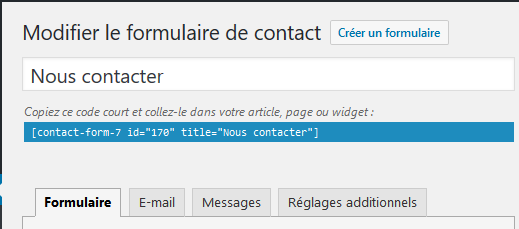 Modifier le formulaire de contact Créer un formulaire
Nous contacter
Copiez ce code court et collez-le dans votre article, page ou widget :
[contact-form-7 id="170" title="Nous contacter"]
Formulaire E-mail Messages Réglages additionnels